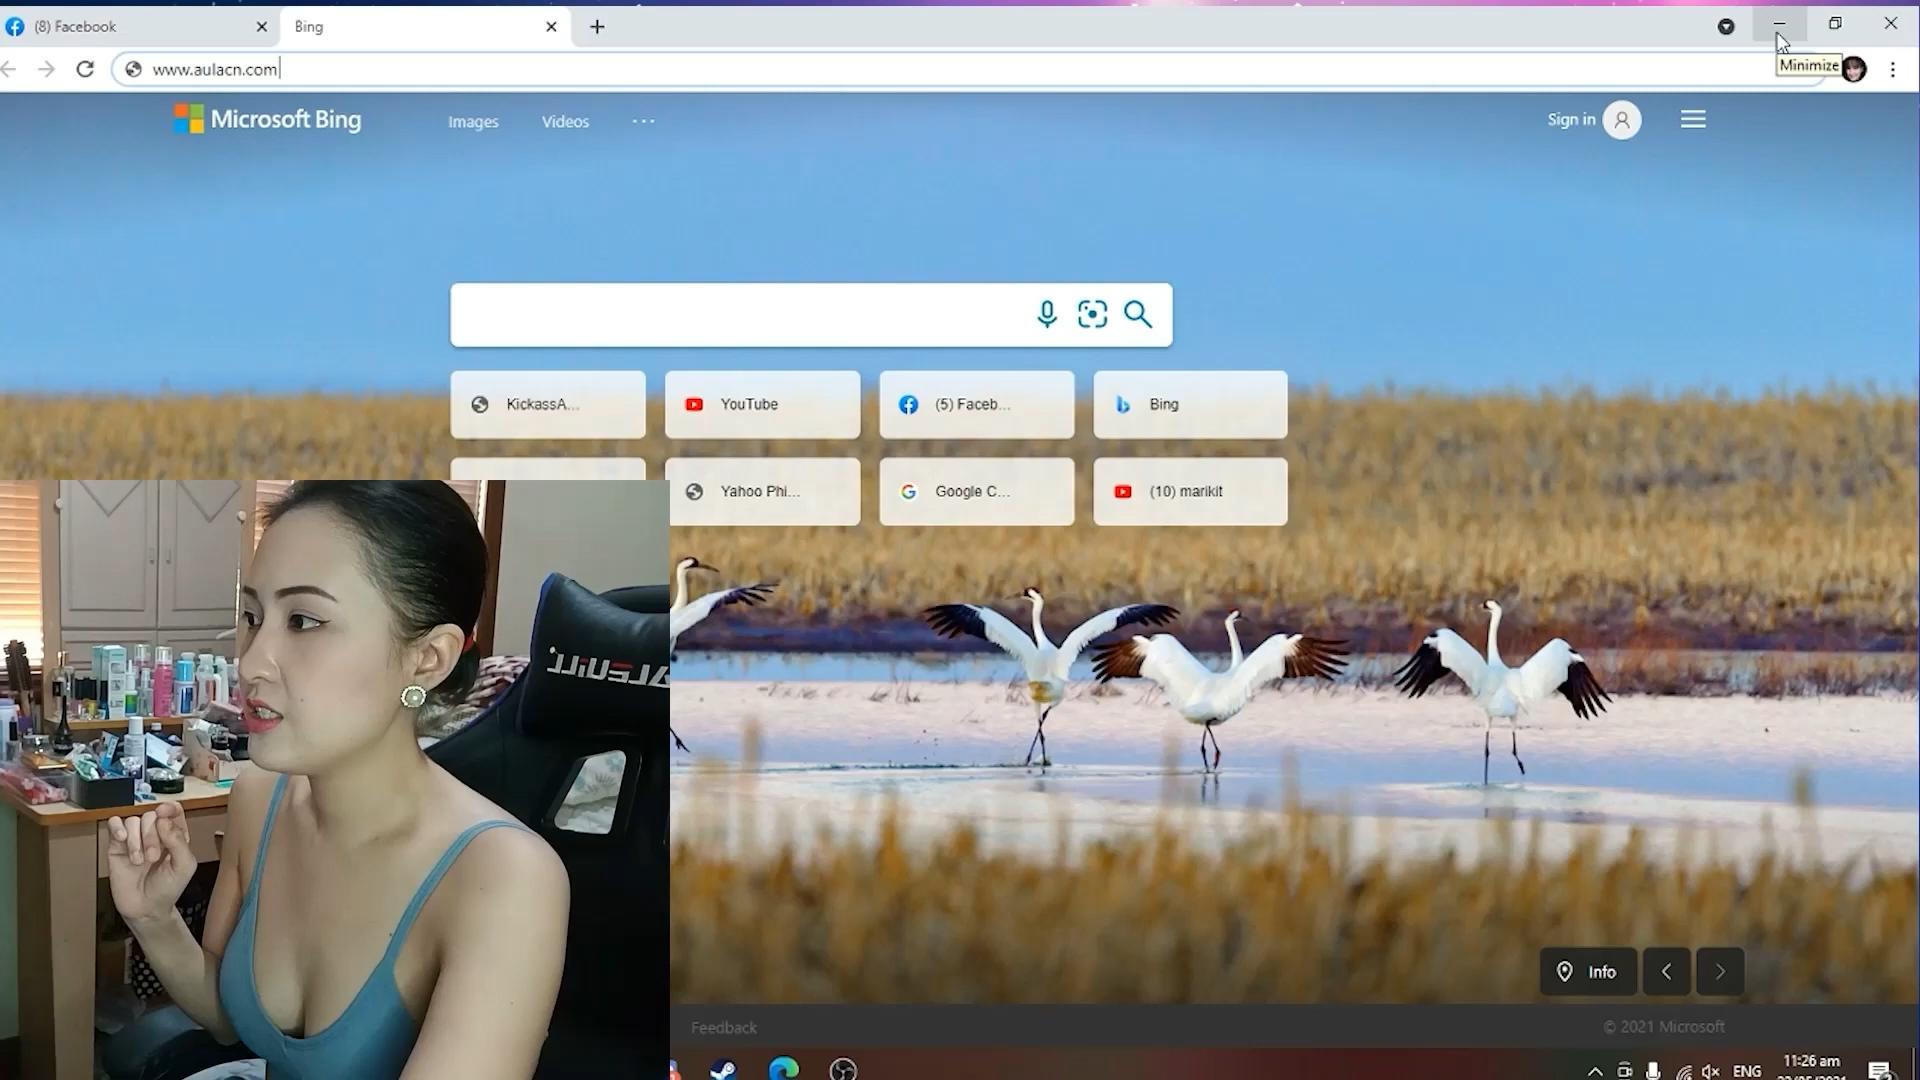 (8) Facebook
Bing
www.aulacn.com
Minimize
Microsoft Bing
Images
Videos
Sign in
KickassA...
YouTube
(5) Faceb...
Bing
Yahoo Phi...
Google C...
(10) marikit
Info
Feedback
© 2021 Microsoft
ENG
11:26 am